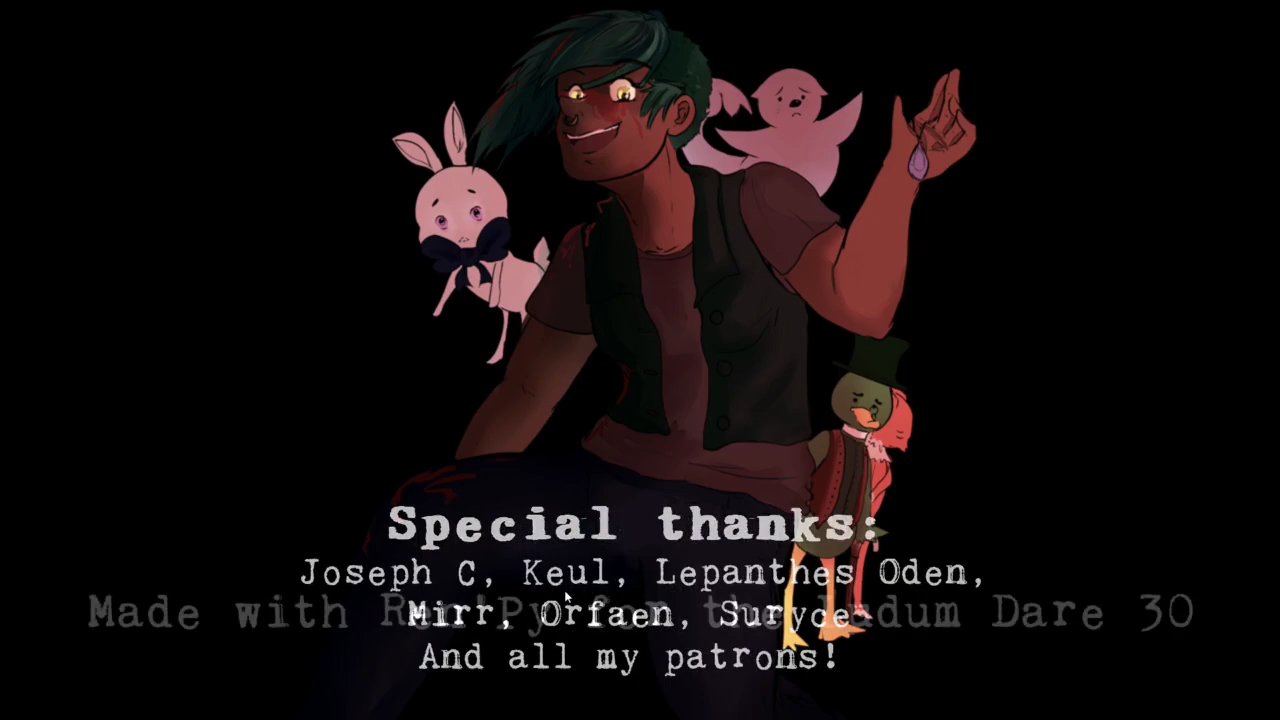 Special thanks:
Joseph C, Keul, Lepanthes Oden,
Made with Ren'Py for the Ludum Dare 30
Mirr, Orfaen, Suryce
And all my patrons!